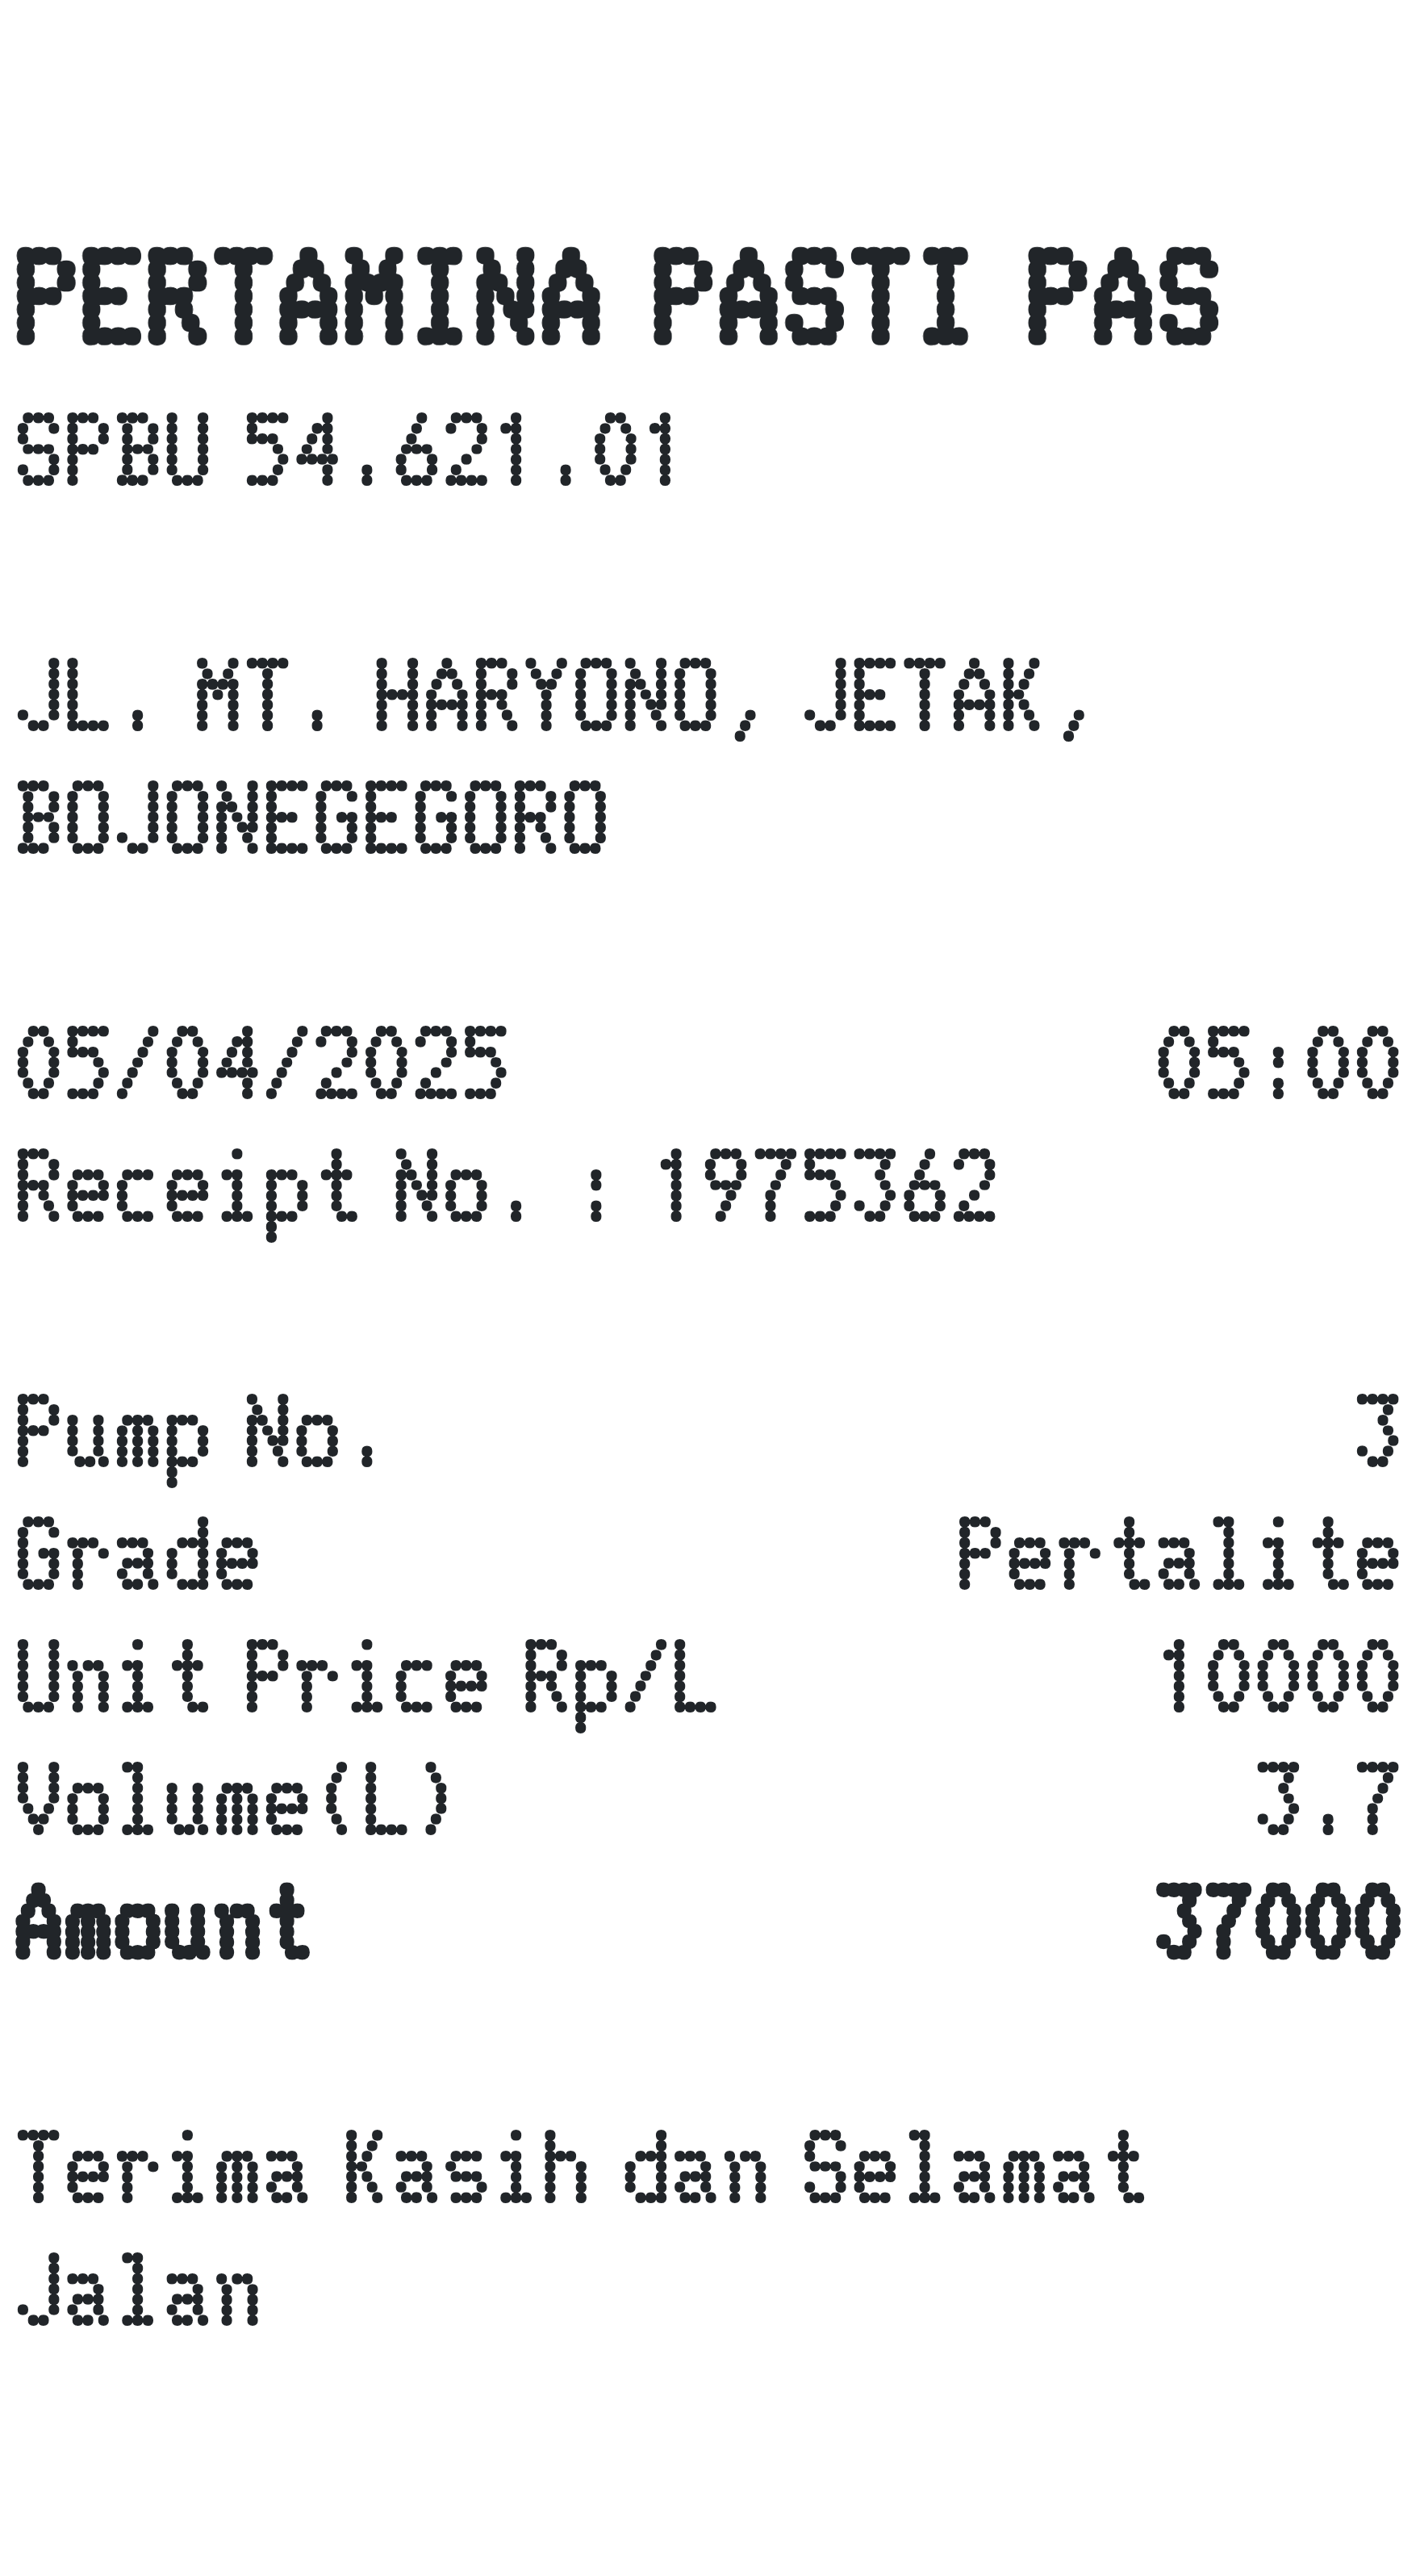 PERTAMINA PASTI PAS
SPBU 54.621.01
JL. MT. HARYONO, JETAK,
BOJONEGEGORO
05/04/2025 05:00
Receipt No. : 1975362
Pump No. 3
Grade Pertalite
Unit Price Rp/L 10000
Volume(L) 3.7
Amount 37000
Terima Kasih dan Selamat
Jalan